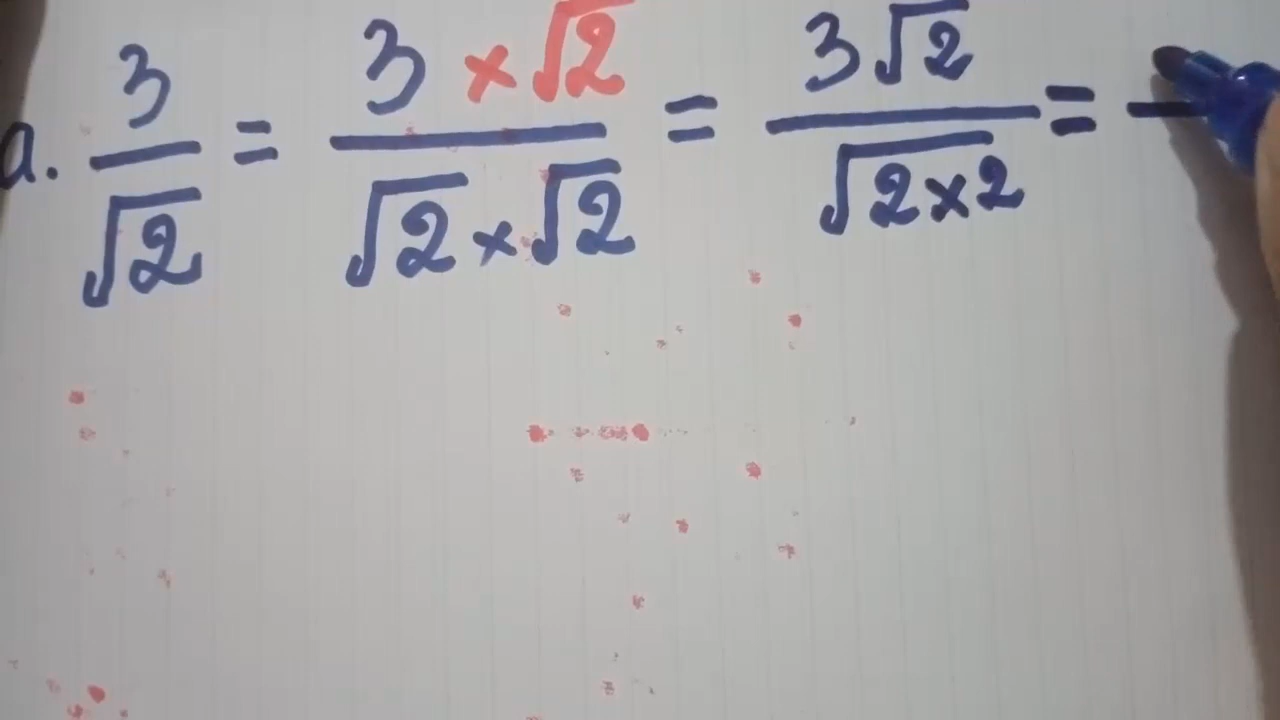 a. 3/√2 = 3 × √2/√2 × √2 = 3√2/√2×2 =